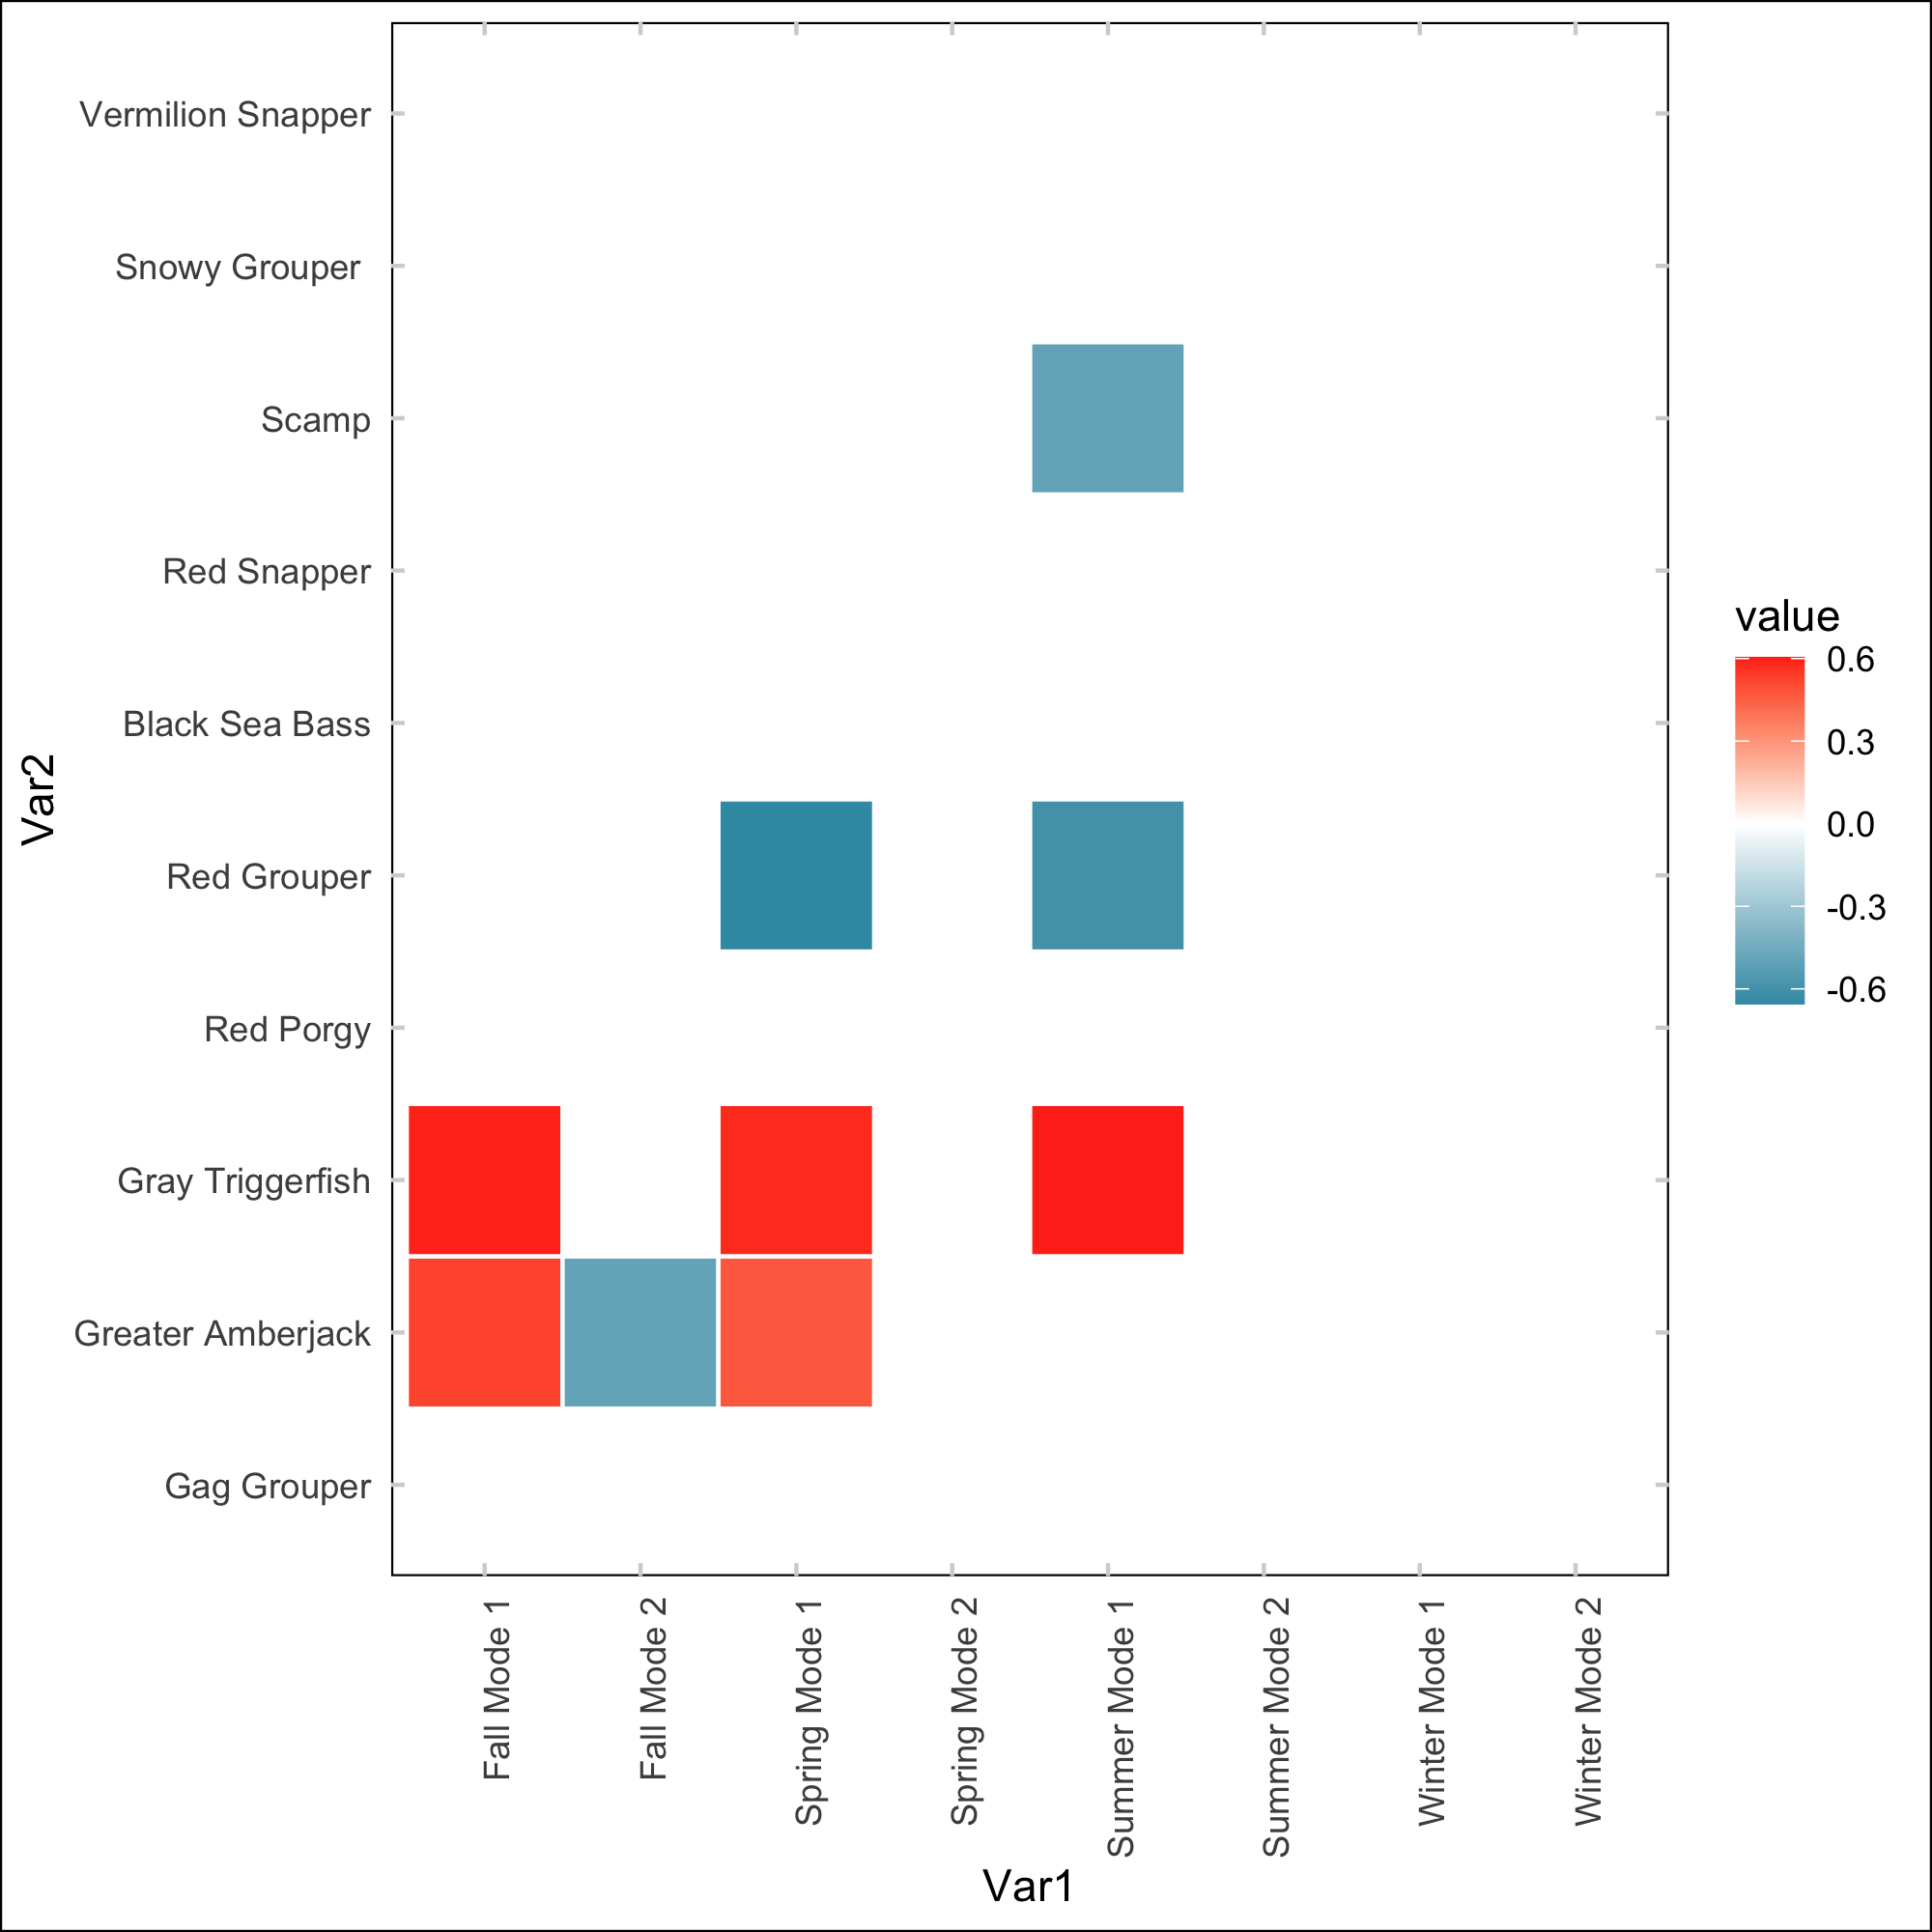 Vermilion Snapper
Snowy Grouper
Scamp
Red Snapper
Black Sea Bass
Red Grouper
Red Porgy
Gray Triggerfish
Greater Amberjack
Gag Grouper
Var2
Fall Mode 1
Fall Mode 2
Spring Mode 1
Spring Mode 2
Summer Mode 1
Summer Mode 2
Winter Mode 1
Winter Mode 2
Var1
value
0.6
0.3
0.0
-0.3
-0.6